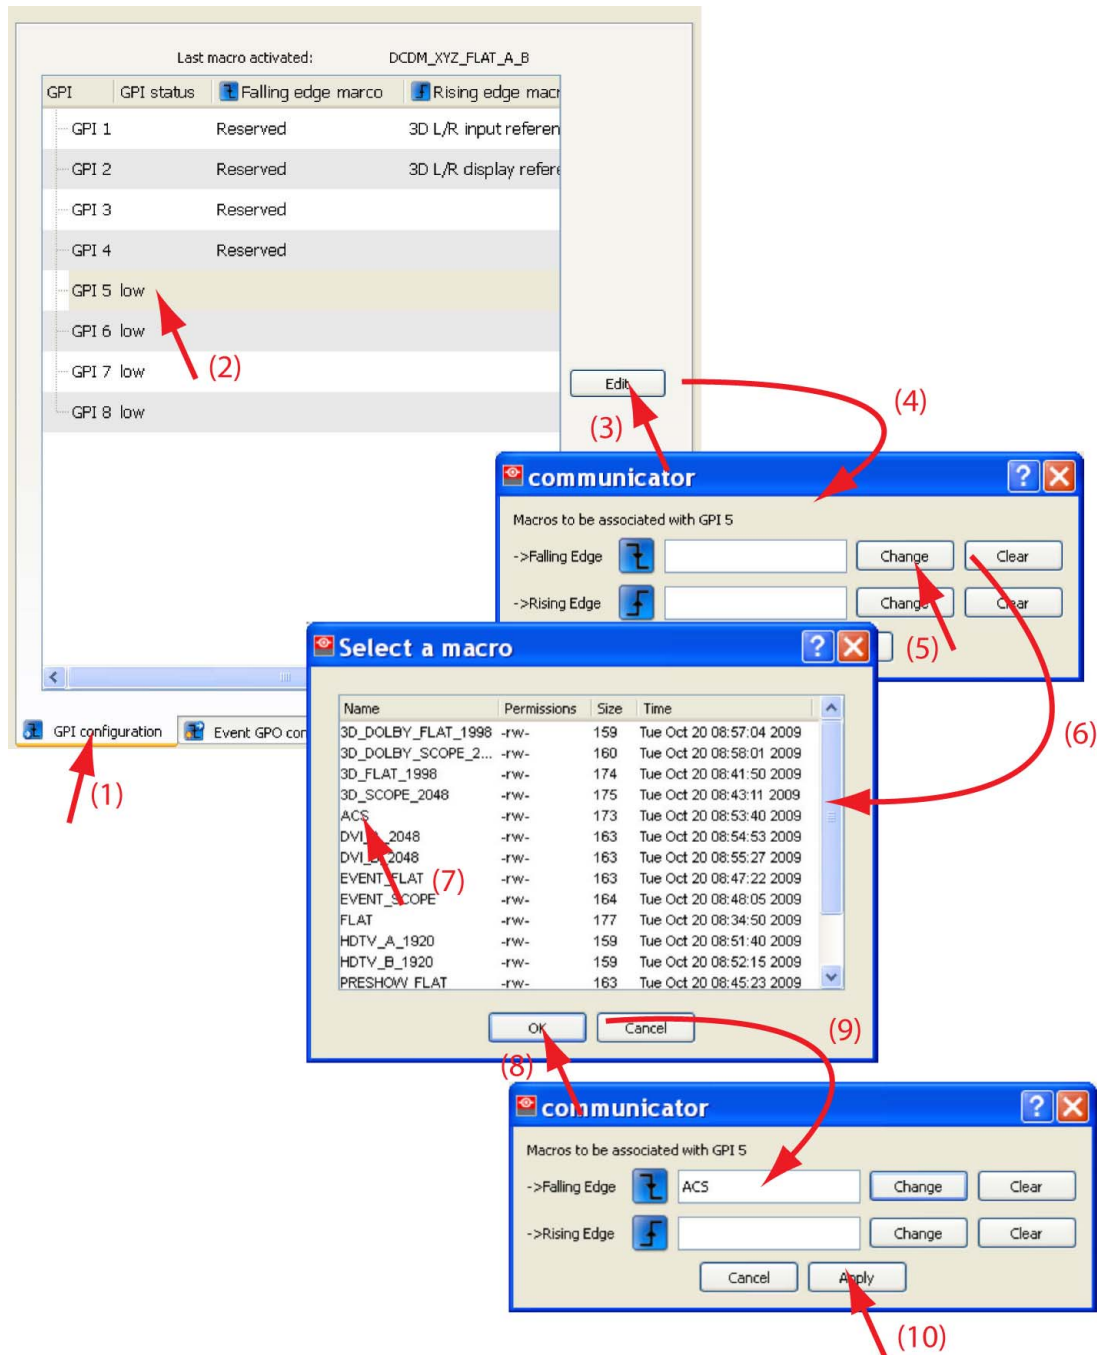 Last macro activated: DCDM_XYZ_FLAT_A_B
GPI GPI status Falling edge marco Rising edge macr
GPI 1 Reserved 3D L/R input referen
GPI 2 Reserved 3D L/R display refere
GPI 3 Reserved
GPI 4 Reserved
GPI 5 low
GPI 6 low
GPI 7 low
GPI 8 low
(2)
Edit
(3)
(4)
communicator
Macros to be associated with GPI 5
->Falling Edge Change Clear
->Rising Edge Change Clear
(5)
(6)
GPI configuration Event GPO con
(1)
Select a macro
Name Permissions Size Time
3D_DOLBY_FLAT_1998 -rw- 159 Tue Oct 20 08:57:04 2009
3D_DOLBY_SCOPE_2... -rw- 160 Tue Oct 20 08:58:01 2009
3D_FLAT_1998 -rw- 174 Tue Oct 20 08:41:50 2009
3D_SCOPE_2048 -rw- 175 Tue Oct 20 08:43:11 2009
ACS -rw- 173 Tue Oct 20 08:53:40 2009
DVI_A_2048 -rw- 163 Tue Oct 20 08:54:53 2009
DVI_B_2048 -rw- 163 Tue Oct 20 08:55:27 2009
EVENT_FLAT -rw- 163 Tue Oct 20 08:47:22 2009
EVENT_SCOPE -rw- 164 Tue Oct 20 08:48:05 2009
FLAT -rw- 177 Tue Oct 20 08:34:50 2009
HDTV_A_1920 -rw- 159 Tue Oct 20 08:51:40 2009
HDTV_B_1920 -rw- 159 Tue Oct 20 08:52:15 2009
PRESHOW FLAT -rw- 163 Tue Oct 20 08:45:23 2009
(7)
OK Cancel
(8)
(9)
communicator
Macros to be associated with GPI 5
->Falling Edge ACS Change Clear
->Rising Edge Change Clear
Cancel Apply
(10)